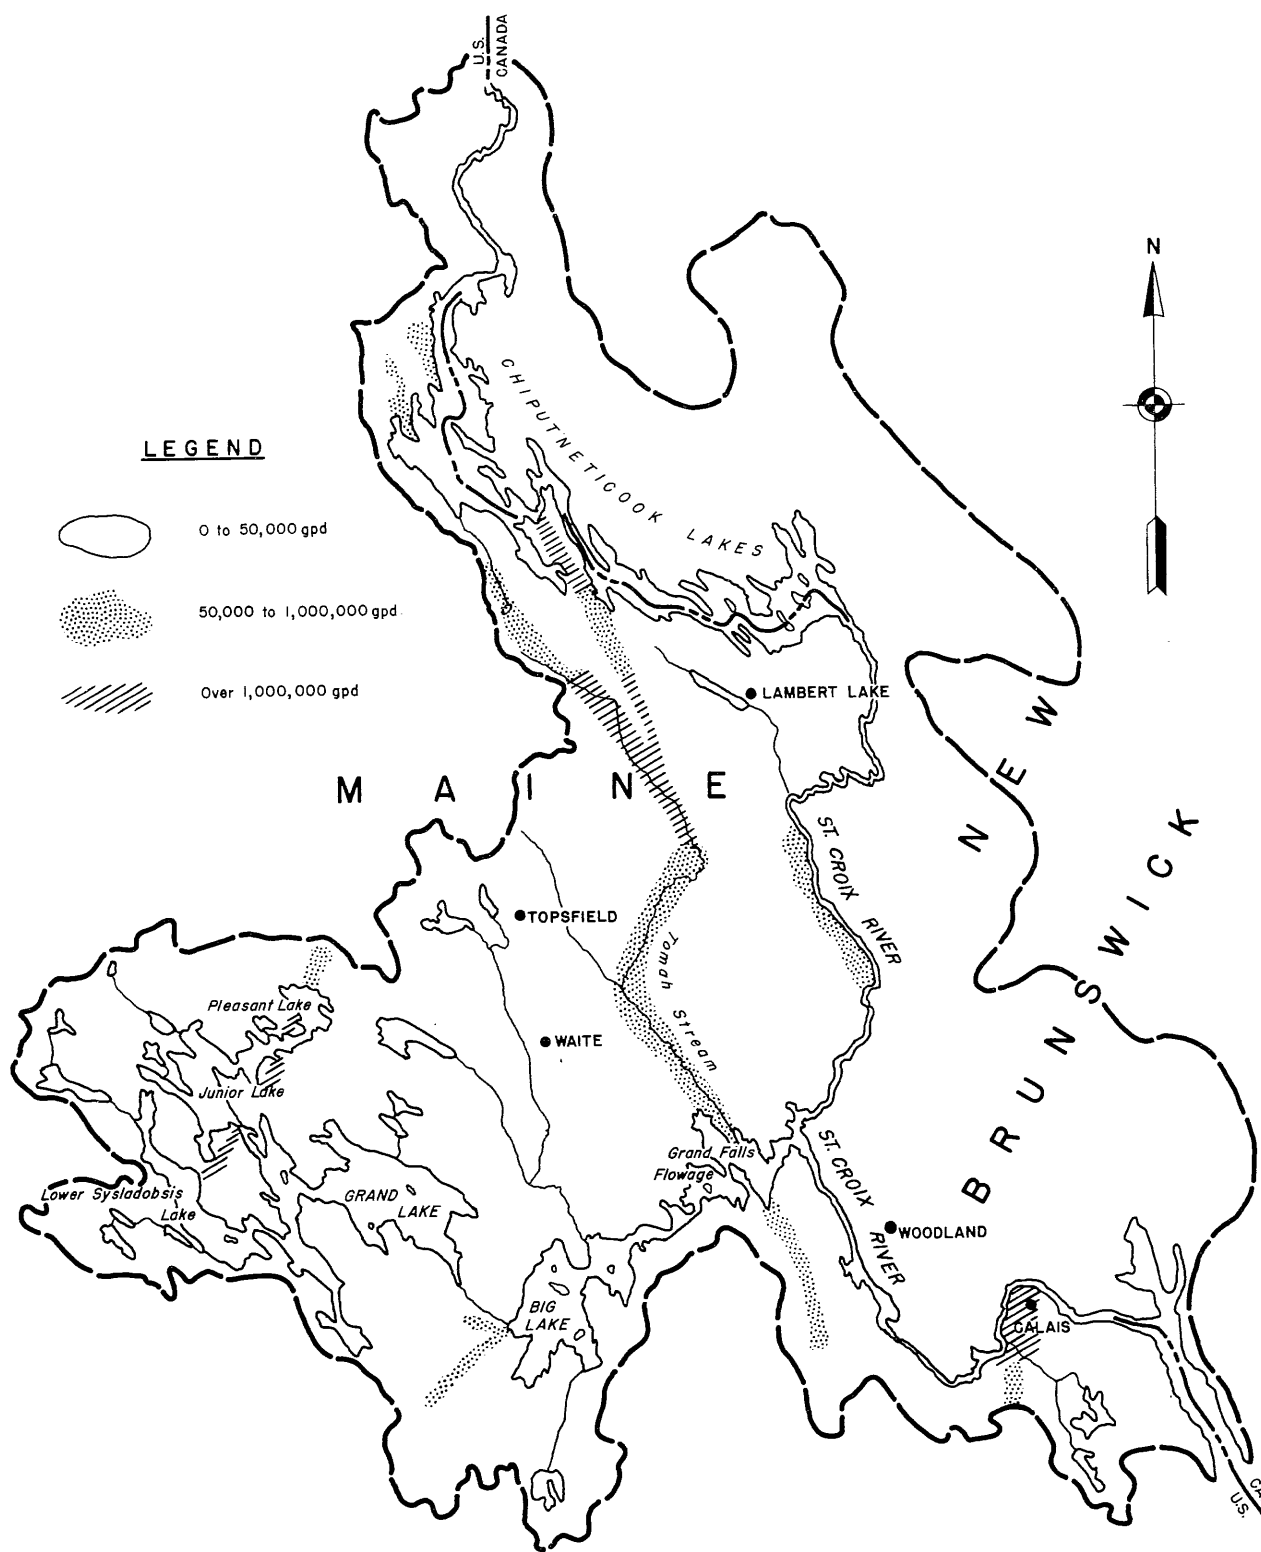 U.S.
CANADA
N
CHIPUTNETICOOK LAKES
LEGEND
0 to 50,000 gpd
50,000 to 1,000,000 gpd
Over 1,000,000 gpd
LAMBERT LAKE
MAINE
NEW
BRUNSWICK
ST. CROIX RIVER
TOPSFIELD
Tomah Stream
Pleasant Lake
WAITE
Junior Lake
Grand Falls
Flowage
ST. CROIX RIVER
Lower Sysladobsis
Lake
GRAND
LAKE
WOODLAND
BIG
LAKE
CALAIS
U.S.